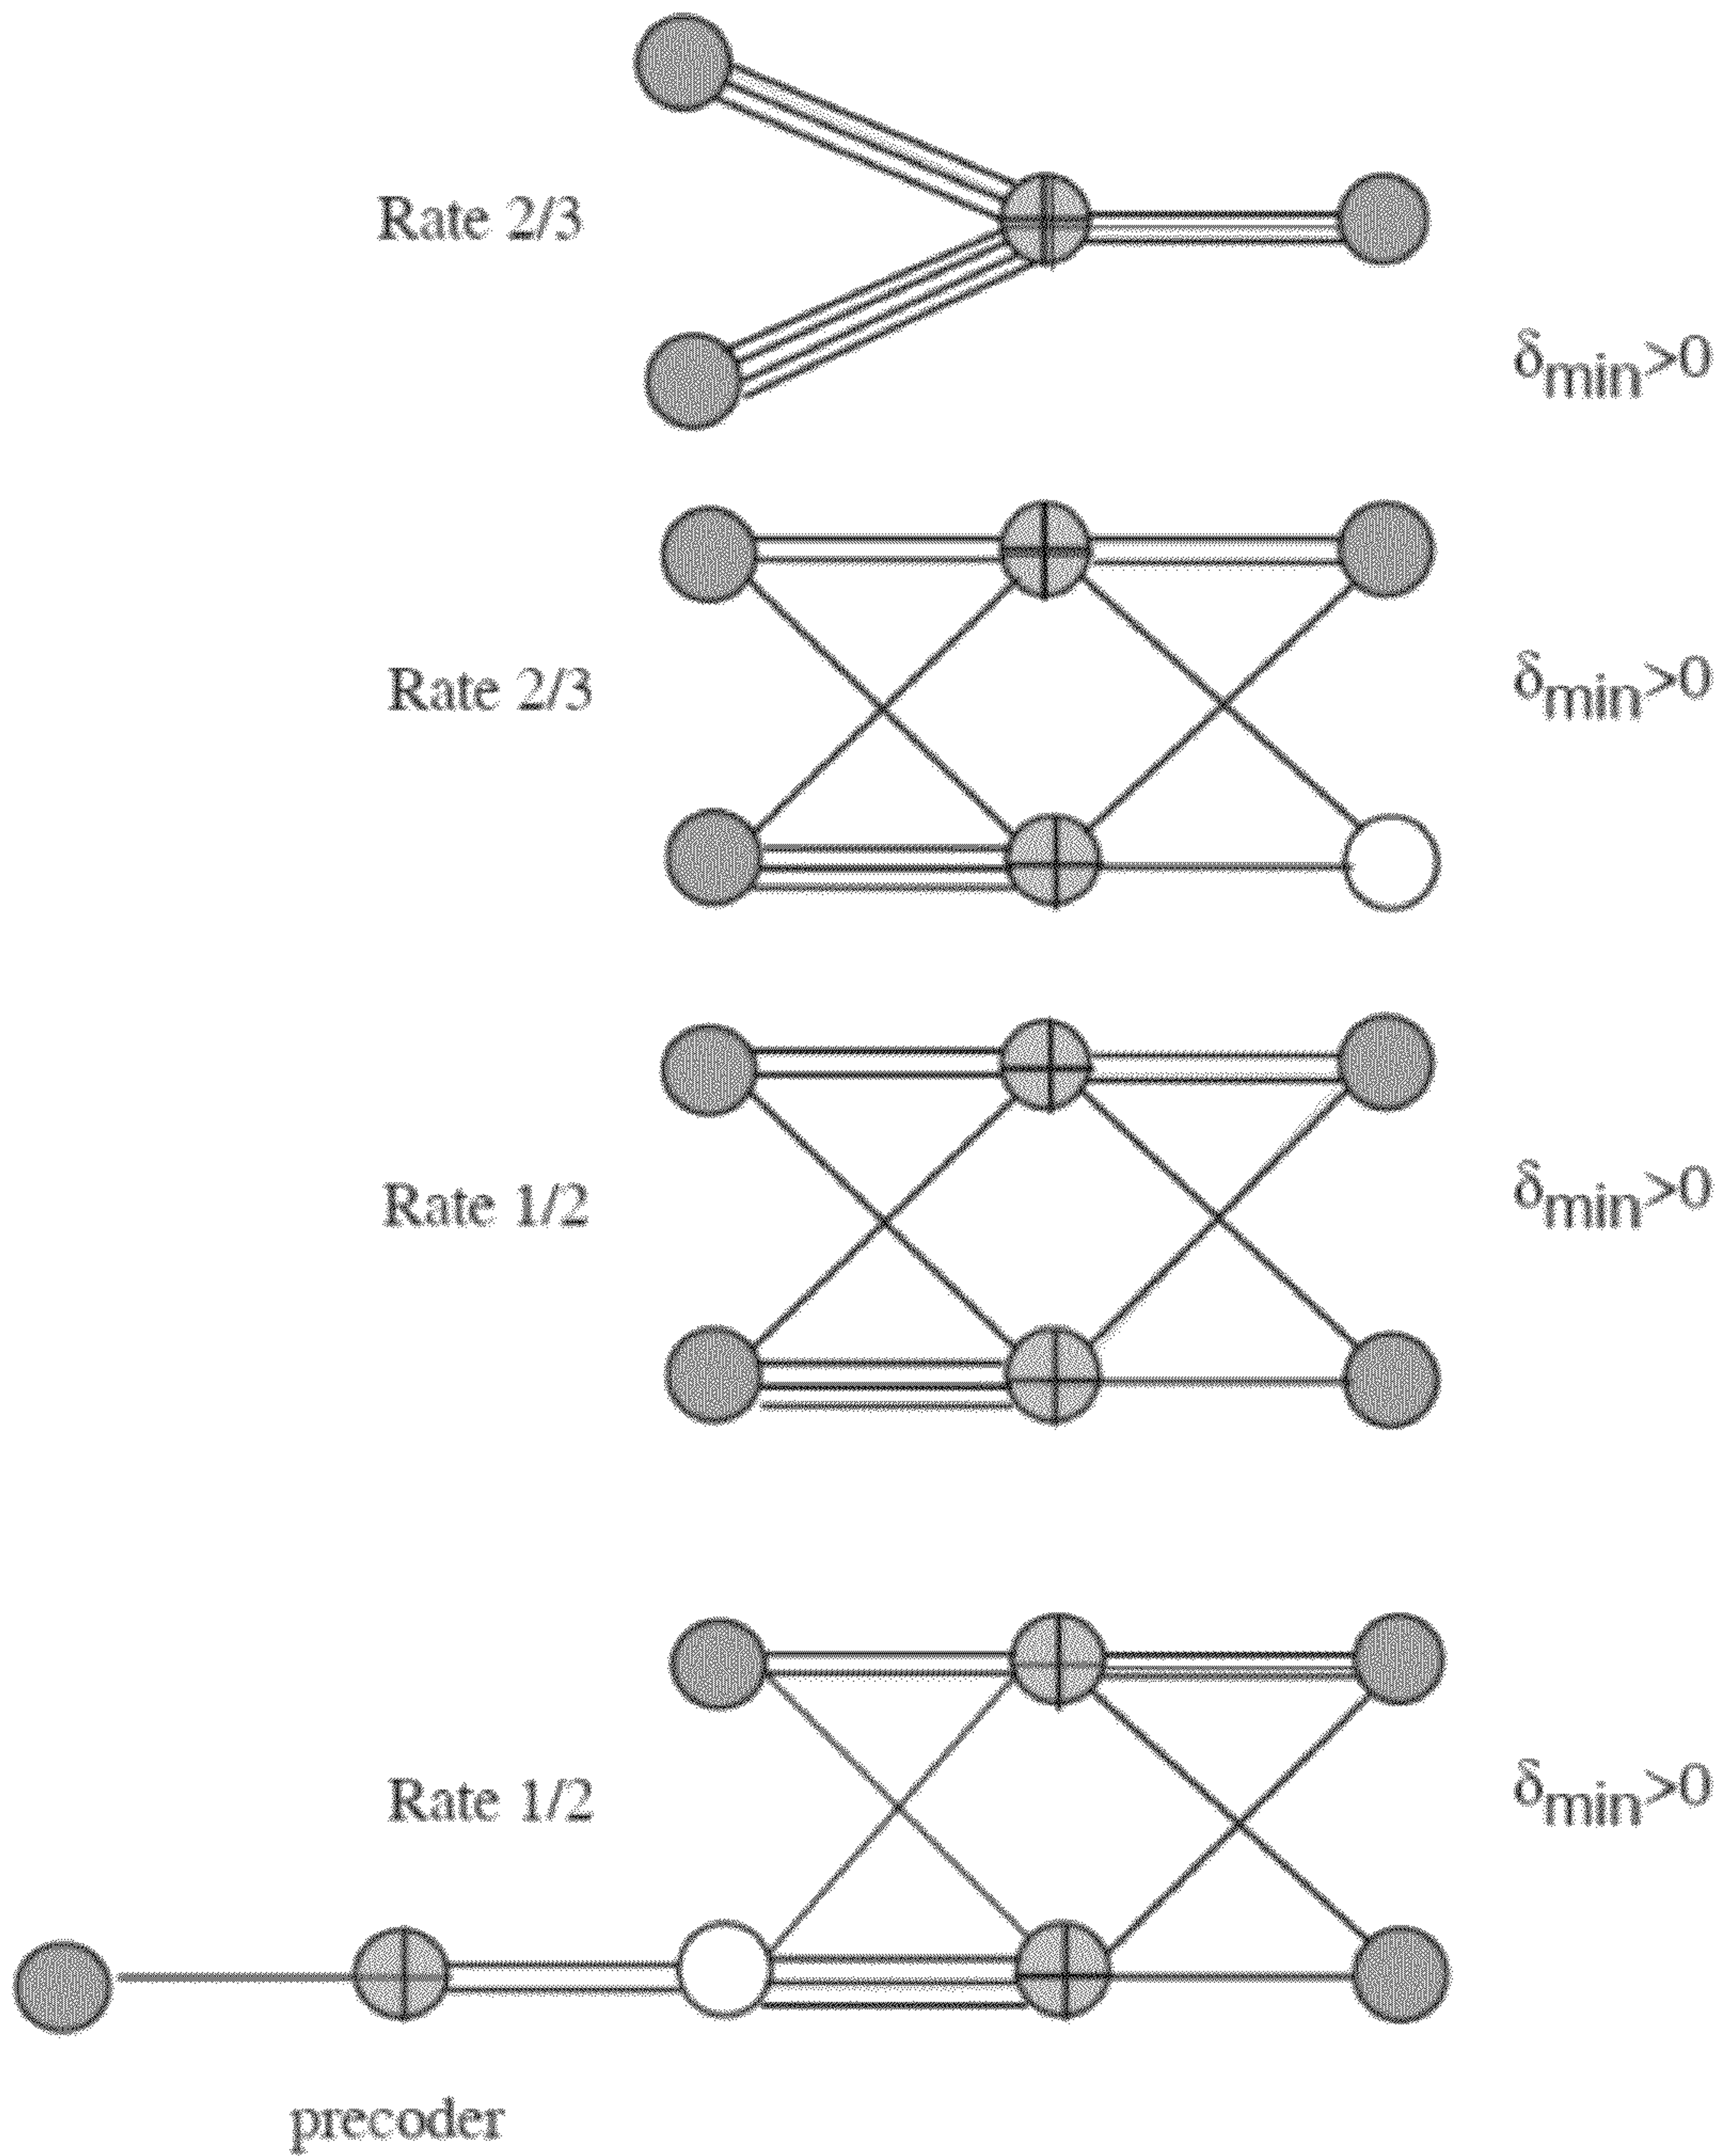 Rate 2/3
δmin>0
Rate 2/3
δmin>0
Rate 1/2
δmin>0
Rate 1/2
δmin>0
precoder